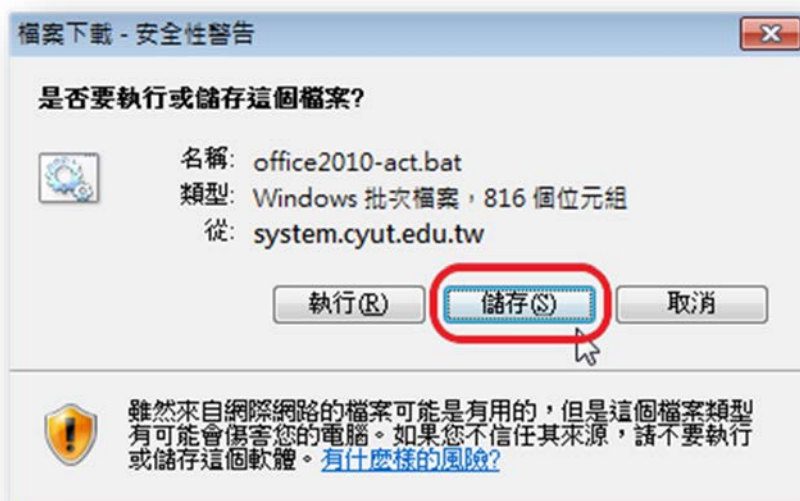 檔案下載 - 安全性警告
是否要執行或儲存這個檔案?
名稱: office2010-act.bat
類型: Windows 批次檔案,816 個位元組
從: system.cyut.edu.tw
執行(R) 儲存(S) 取消
雖然來自網際網路的檔案可能是有用的,但是這個檔案類型
有可能會傷害您的電腦。如果您不信任其來源,請不要執行
或儲存這個軟體。有什麼樣的風險?